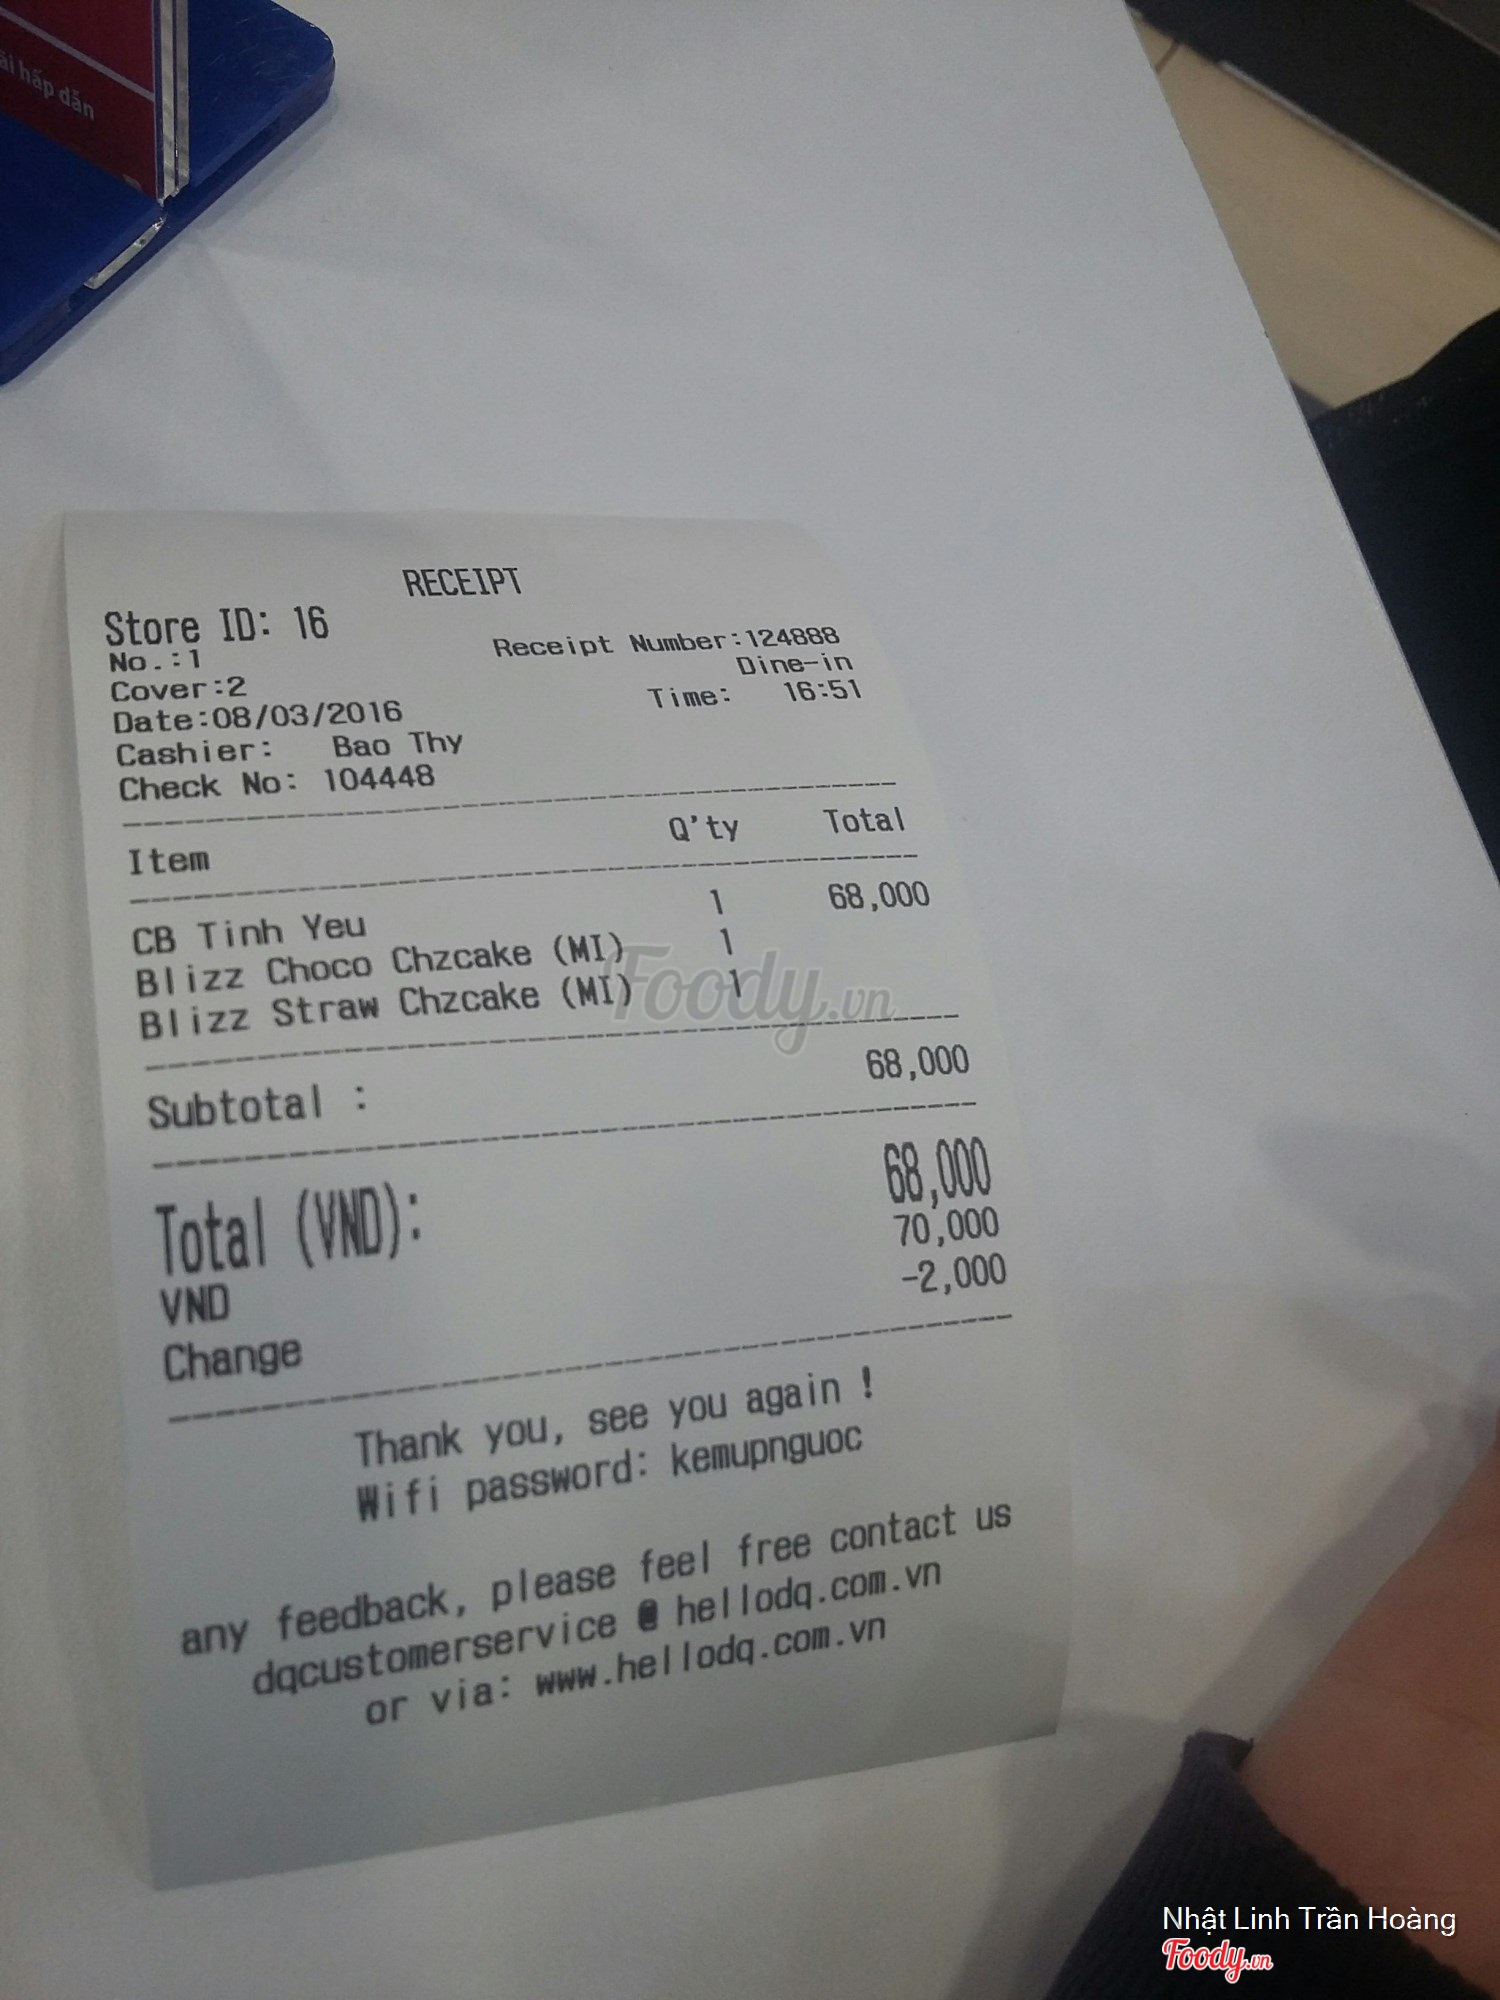 ãi hấp dẫn
RECEIPT
Store ID: 16
No.:1 Receipt Number:124888
Cover:2 Dine-in
Date:08/03/2016 Time: 16:51
Cashier: Bao Thy
Check No: 104448
Item Q'ty Total
CB Tinh Yeu 1 68,000
Blizz Choco Chzcake (MI) 1
Blizz Straw Chzcake (MI) 1
Foody.vn
Subtotal : 68,000
Total (VND): 68,000
VND 70,000
Change -2,000
Thank you, see you again !
Wifi password: kemupnguoc
any feedback, please feel free contact us
dqcustomerservice @ hellodq.com.vn
or via: www.hellodq.com.vn
Nhật Linh Trần Hoàng
Foody.vn